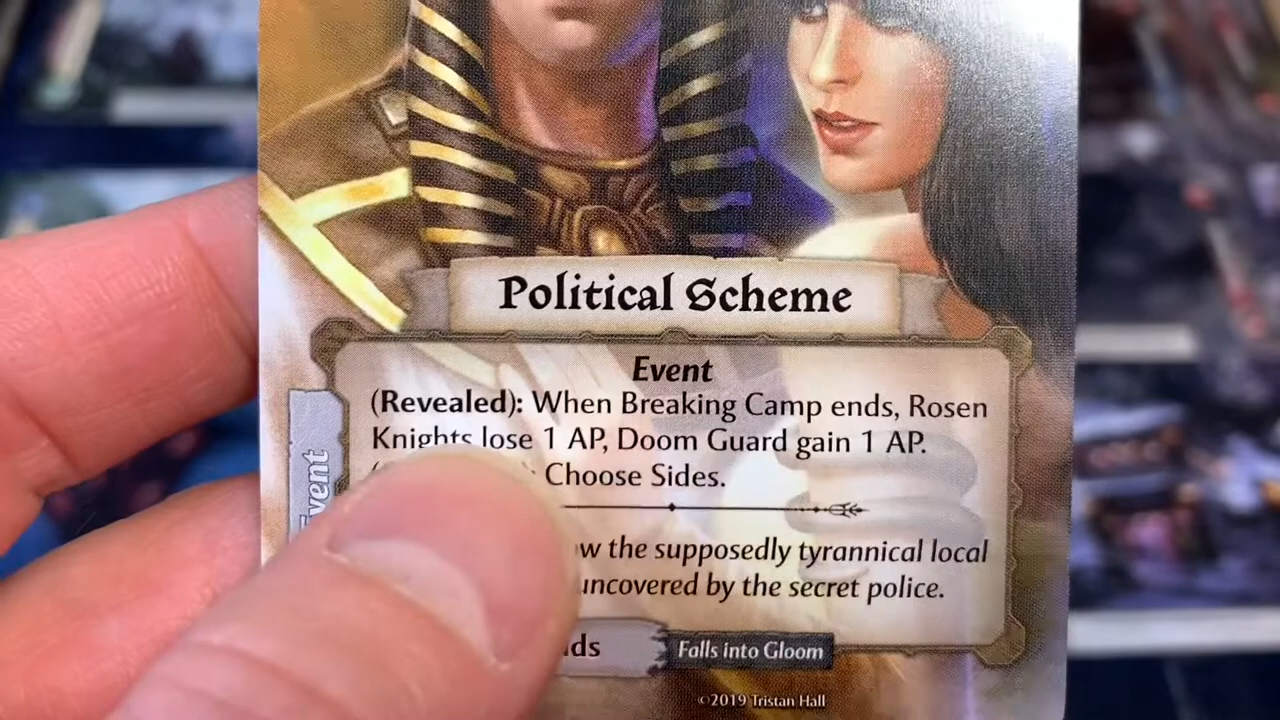 Political Scheme
Event
(Revealed): When Breaking Camp ends, Rosen
Knights lose 1 AP, Doom Guard gain 1 AP.
Choose Sides.
the supposedly tyrannical local
uncovered by the secret police.
Falls into Gloom
Event
©2019 Tristan Hall